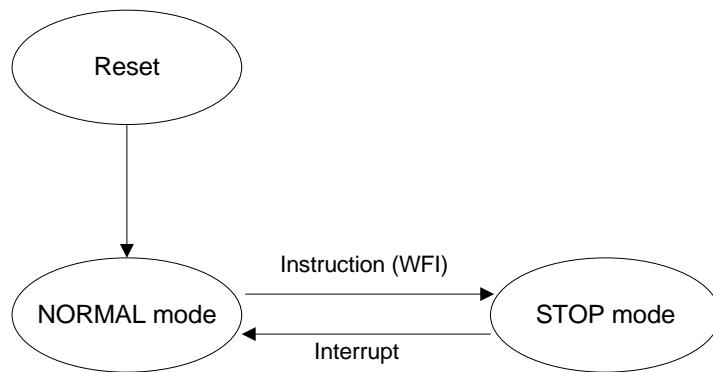 Reset
Instruction (WFI)
NORMAL mode
STOP mode
Interrupt